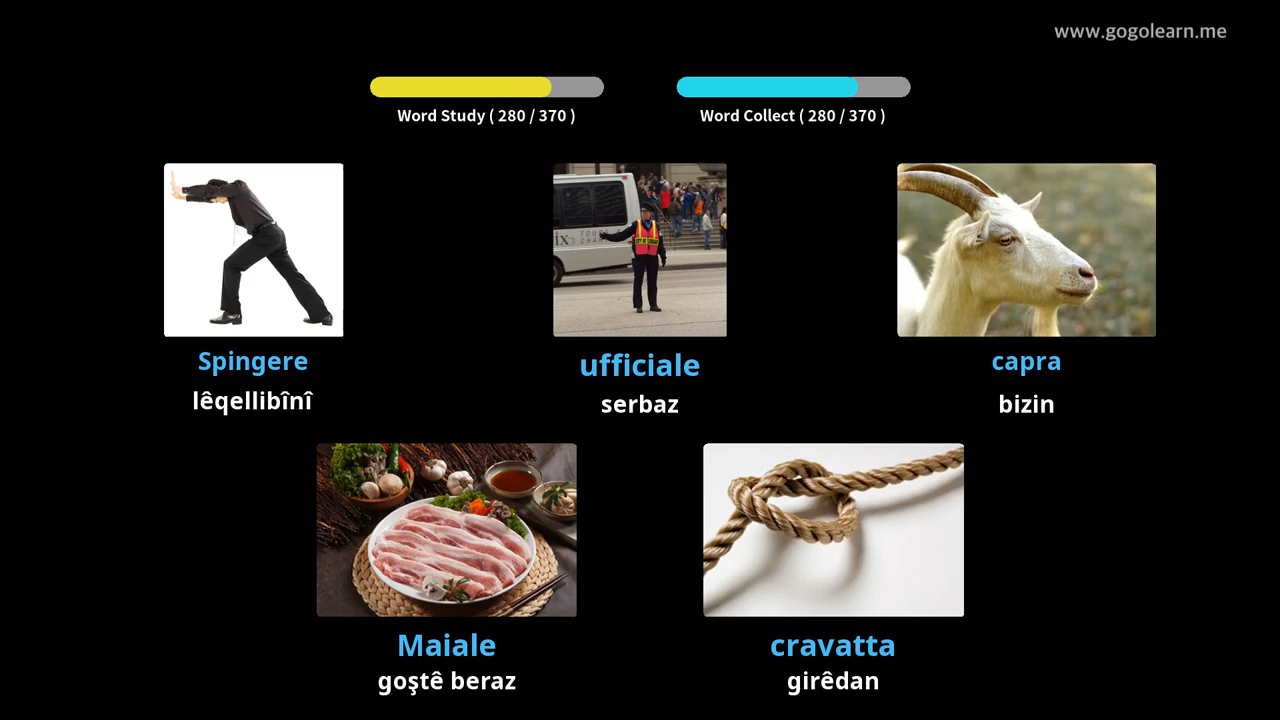 www.gogolearn.me
Word Study ( 280 / 370 )
Word Collect ( 280 / 370 )
Spingere
lêqellibînî
ufficiale
serbaz
capra
bizin
Maiale
goştê beraz
cravatta
girêdan